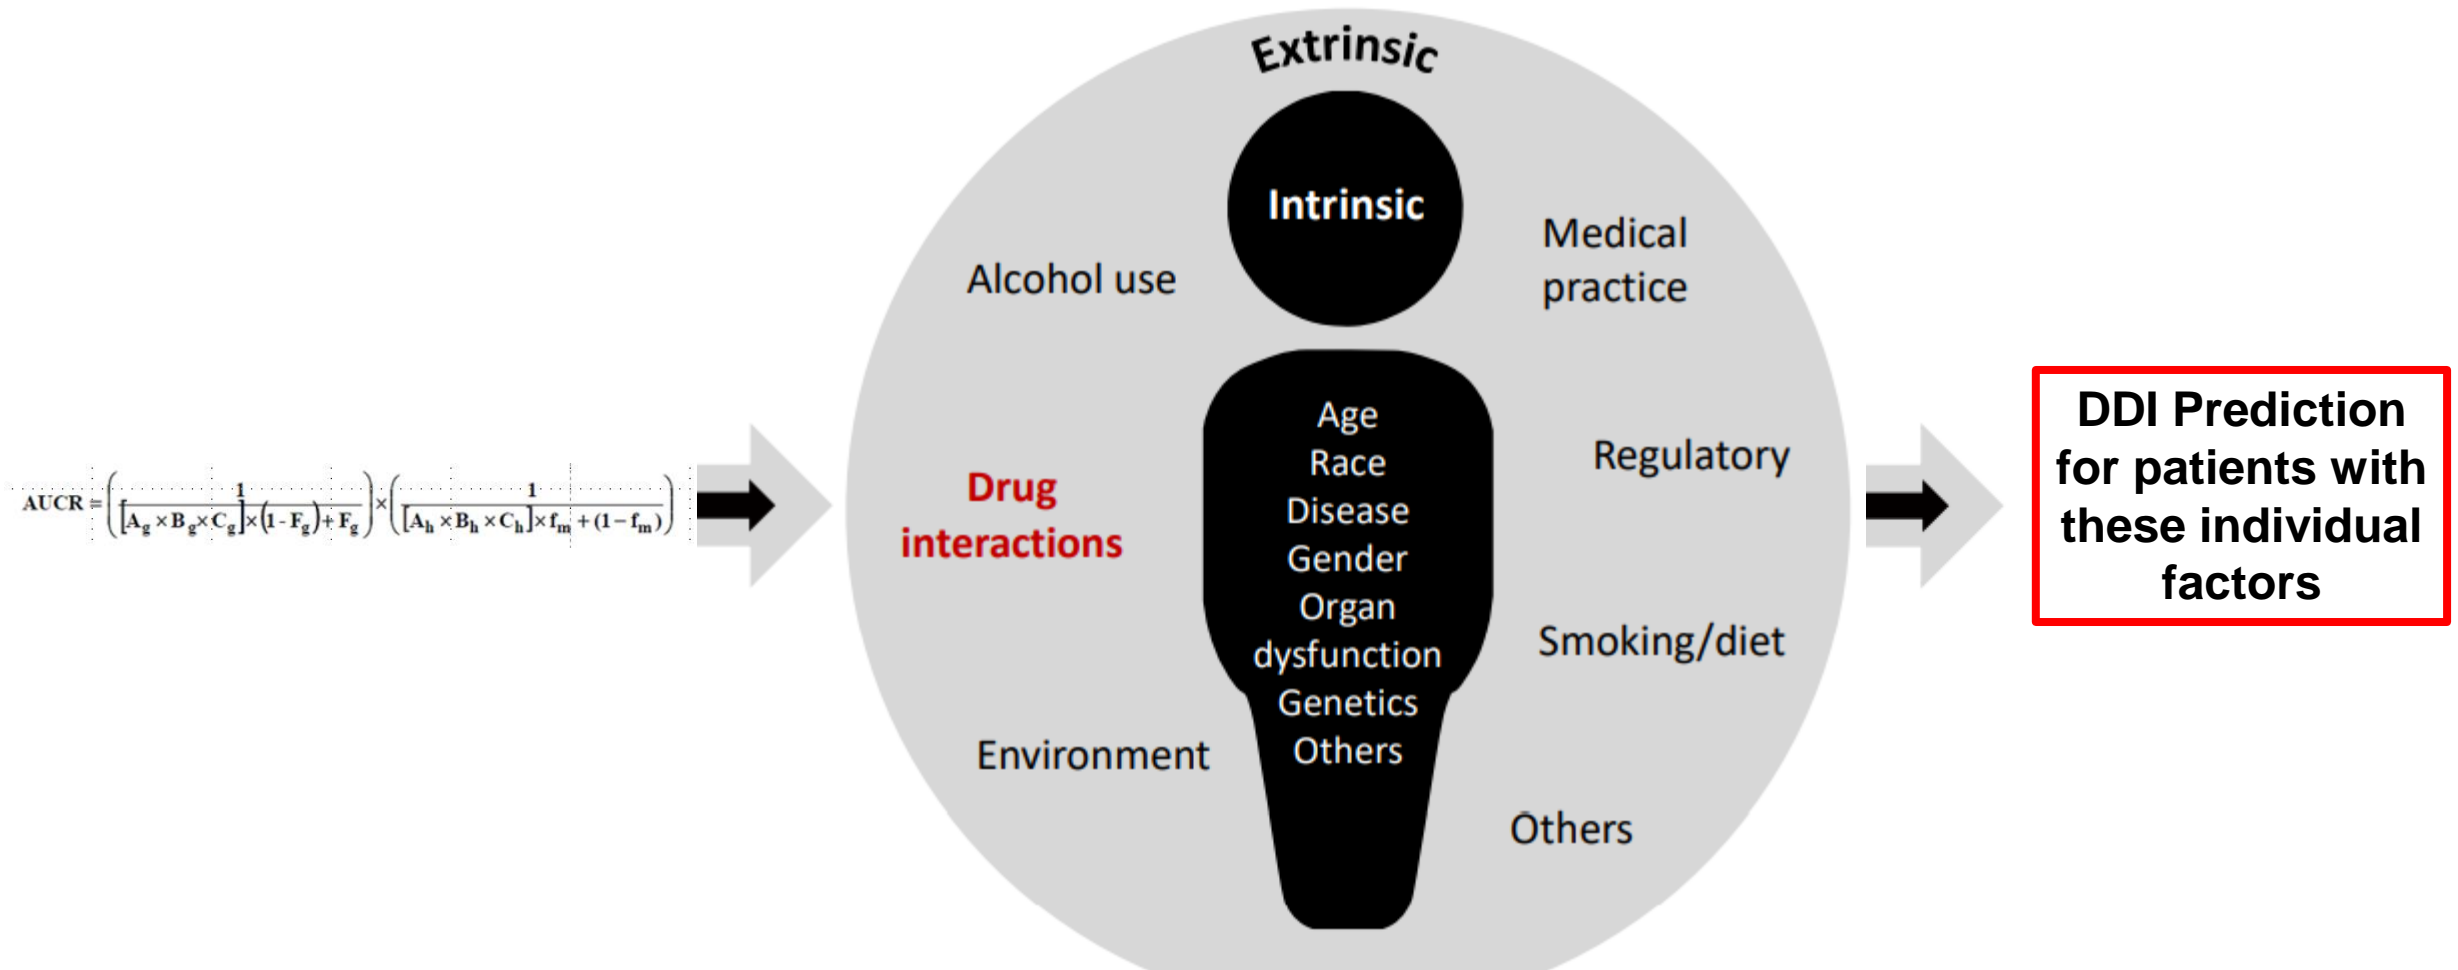 Extrinsic
Intrinsic
Alcohol use
Medical
practice
AUCR = (1 / ([A_g × B_g × C_g] × (1 - F_g) + F_g)) × (1 / ([A_h × B_h × C_h] × f_m + (1 − f_m)))
Drug
interactions
Age
Race
Disease
Gender
Organ
dysfunction
Genetics
Others
Regulatory
Smoking/diet
Environment
Others
DDI Prediction
for patients with
these individual
factors